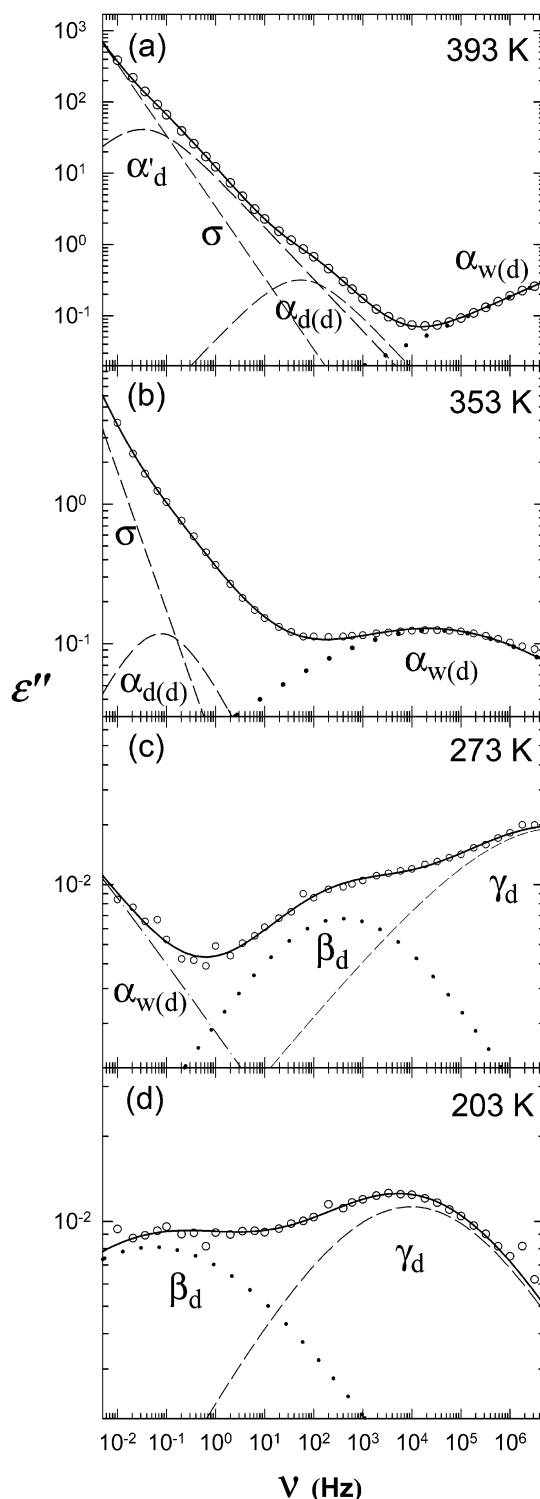 (a) 393 K
10³
10²
α'd
10¹
σ
10⁰
αd(d)
αw(d)
10⁻¹
(b) 353 K
10⁰
σ
10⁻¹
αd(d)
αw(d)
ε''
(c) 273 K
10⁻²
γd
βd
αw(d)
(d) 203 K
10⁻²
βd
γd
10⁻² 10⁻¹ 10⁰ 10¹ 10² 10³ 10⁴ 10⁵ 10⁶
ν (Hz)